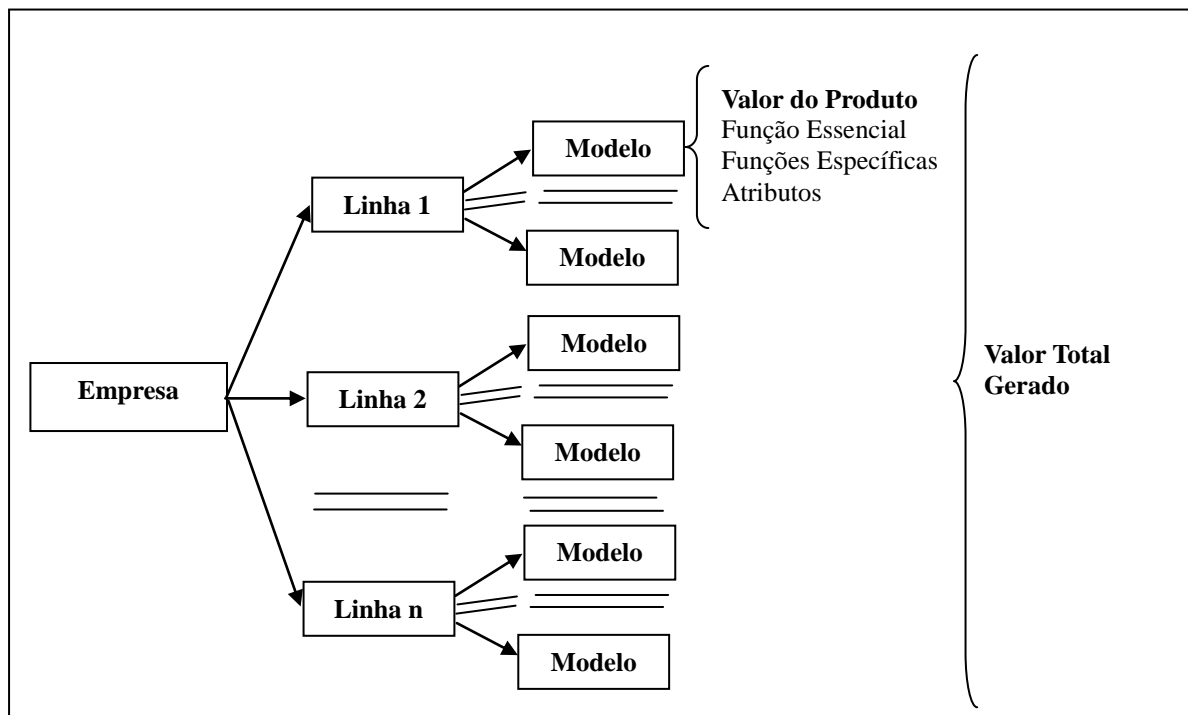 Valor do Produto
Função Essencial
Funções Específicas
Atributos
Modelo
Linha 1
Modelo
Modelo
Valor Total
Gerado
Empresa
Linha 2
Modelo
Modelo
Linha n
Modelo